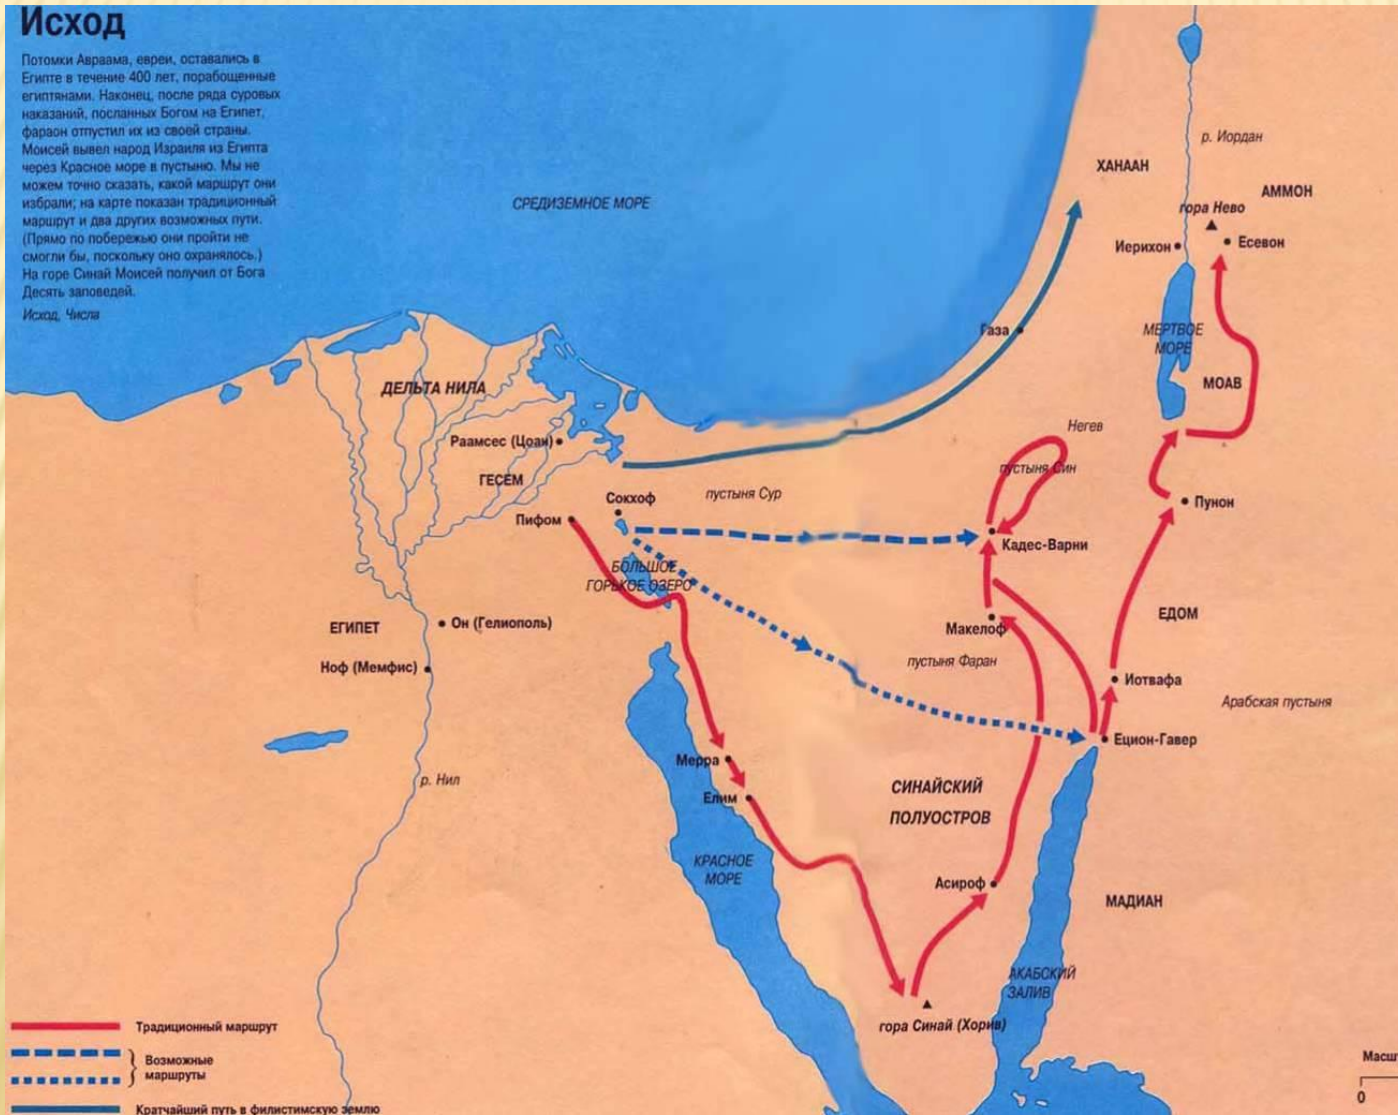 Исход
Потомки Авраама, евреи, оставались в
Египте в течение 400 лет, порабощенные
египтянами. Наконец, после ряда суровых
наказаний, посланных Богом на Египет,
фараон отпустил их из своей страны.
Моисей вывел народ Израиля из Египта
через Красное море в пустыню. Мы не
можем точно сказать, какой маршрут они
избрали; на карте показан традиционный
маршрут и два других возможных пути.
(Прямо по побережью они пройти не
смогли бы, поскольку оно охранялось.)
На горе Синай Моисей получил от Бога
Десять заповедей.
Исход, Числа
СРЕДИЗЕМНОЕ МОРЕ
р. Иордан
ХАНААН
АММОН
гора Нево
Иерихон
Есевон
Газа
МЕРТВОЕ
МОРЕ
МОАВ
ДЕЛЬТА НИЛА
Раамсес (Цоан)
ГЕСЕМ
Негев
пустыня Син
пустыня Сур
Сокхоф
Пифом
Пунон
Кадес-Варни
БОЛЬШОЕ
ГОРЬКОЕ ОЗЕРО
ЕГИПЕТ
Он (Гелиополь)
Макелоф
ЕДОМ
Ноф (Мемфис)
пустыня Фаран
Иотвафа
Арабская пустыня
Ецион-Гавер
Мерра
р. Нил
Елим
СИНАЙСКИЙ
ПОЛУОСТРОВ
КРАСНОЕ
МОРЕ
Асироф
МАДИАН
АКАБСКИЙ
ЗАЛИВ
гора Синай (Хорив)
Традиционный маршрут
Возможные
маршруты
Кратчайший путь в филистимскую землю
Масш
0